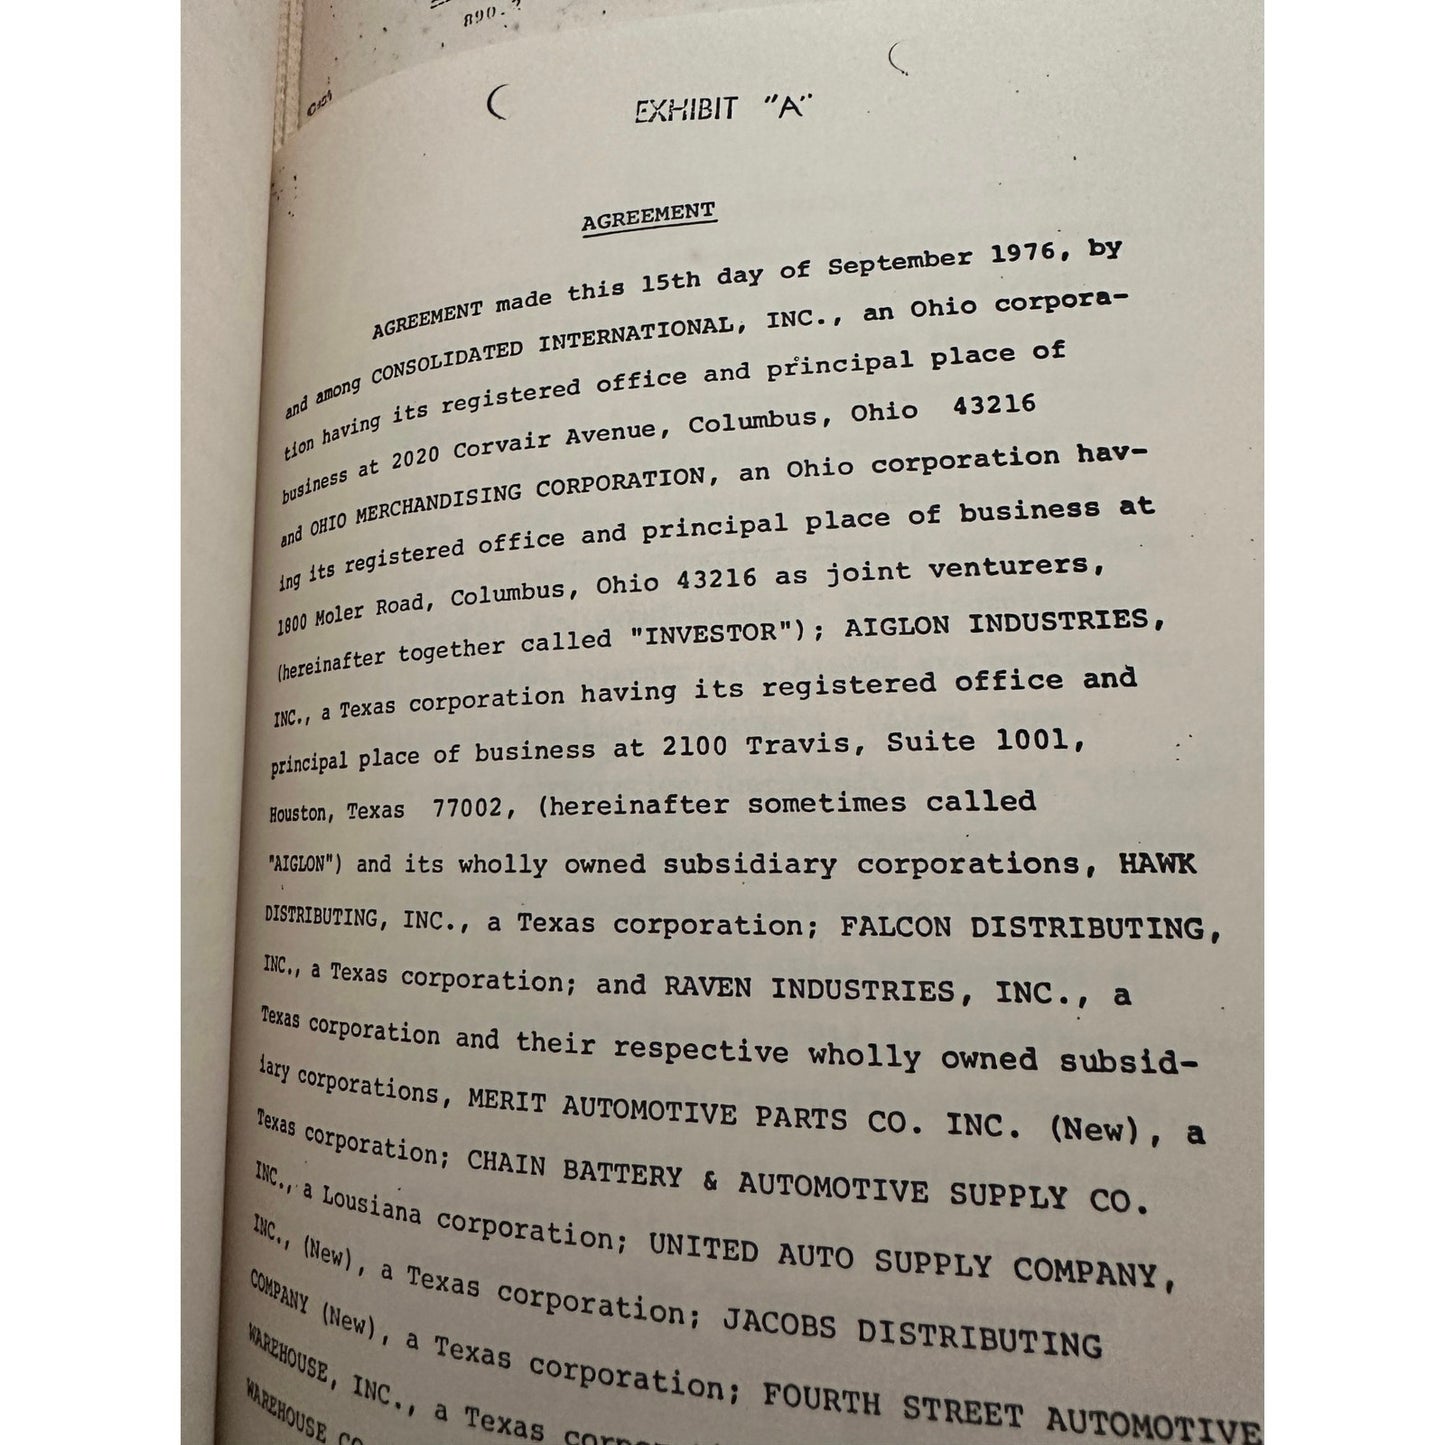 890.
EXHIBIT "A"
AGREEMENT
AGREEMENT made this 15th day of September 1976, by
and among CONSOLIDATED INTERNATIONAL, INC., an Ohio corpora-
tion having its registered office and principal place of
business at 2020 Corvair Avenue, Columbus, Ohio 43216
and OHIO MERCHANDISING CORPORATION, an Ohio corporation hav-
ing its registered office and principal place of business at
1800 Moler Road, Columbus, Ohio 43216 as joint venturers,
(hereinafter together called "INVESTOR"); AIGLON INDUSTRIES,
INC., a Texas corporation having its registered office and
principal place of business at 2100 Travis, Suite 1001,
Houston, Texas 77002, (hereinafter sometimes called
"AIGLON") and its wholly owned subsidiary corporations, HAWK
DISTRIBUTING, INC., a Texas corporation; FALCON DISTRIBUTING,
INC., a Texas corporation; and RAVEN INDUSTRIES, INC., a
Texas corporation and their respective wholly owned subsid-
iary corporations, MERIT AUTOMOTIVE PARTS CO. INC. (New), a
Texas corporation; CHAIN BATTERY & AUTOMOTIVE SUPPLY CO.
INC., a Lousiana corporation; UNITED AUTO SUPPLY COMPANY,
INC., (New), a Texas corporation; JACOBS DISTRIBUTING
COMPANY (New), a Texas corporation; FOURTH STREET AUTOMOTIVE
WAREHOUSE, INC., a Texas
WAREHOUSE